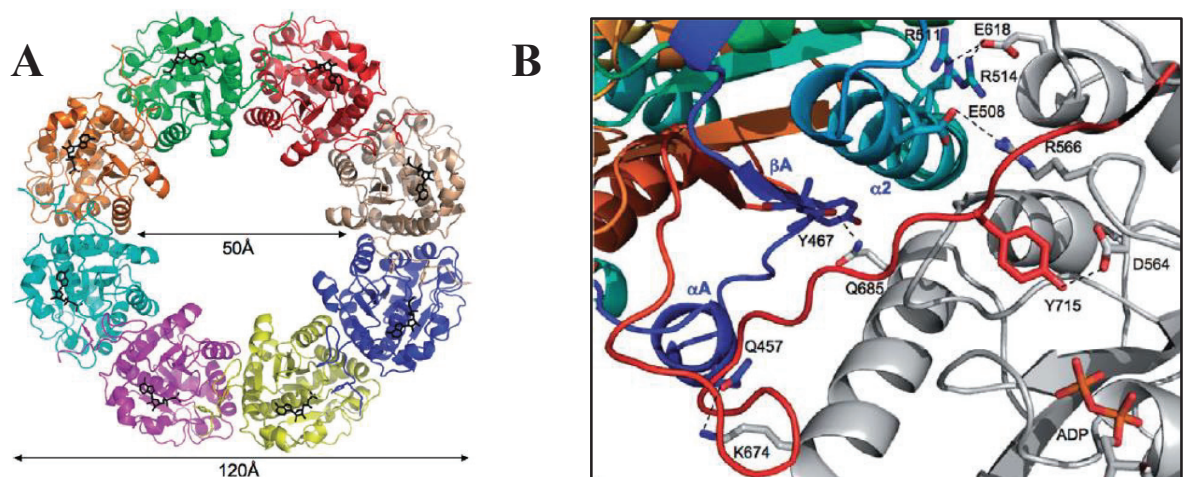 A
50Å
120Å
B
R511
E618
R514
E508
R566
βA
α2
Y467
D564
αA
Q685
Y715
Q457
ADP
K674